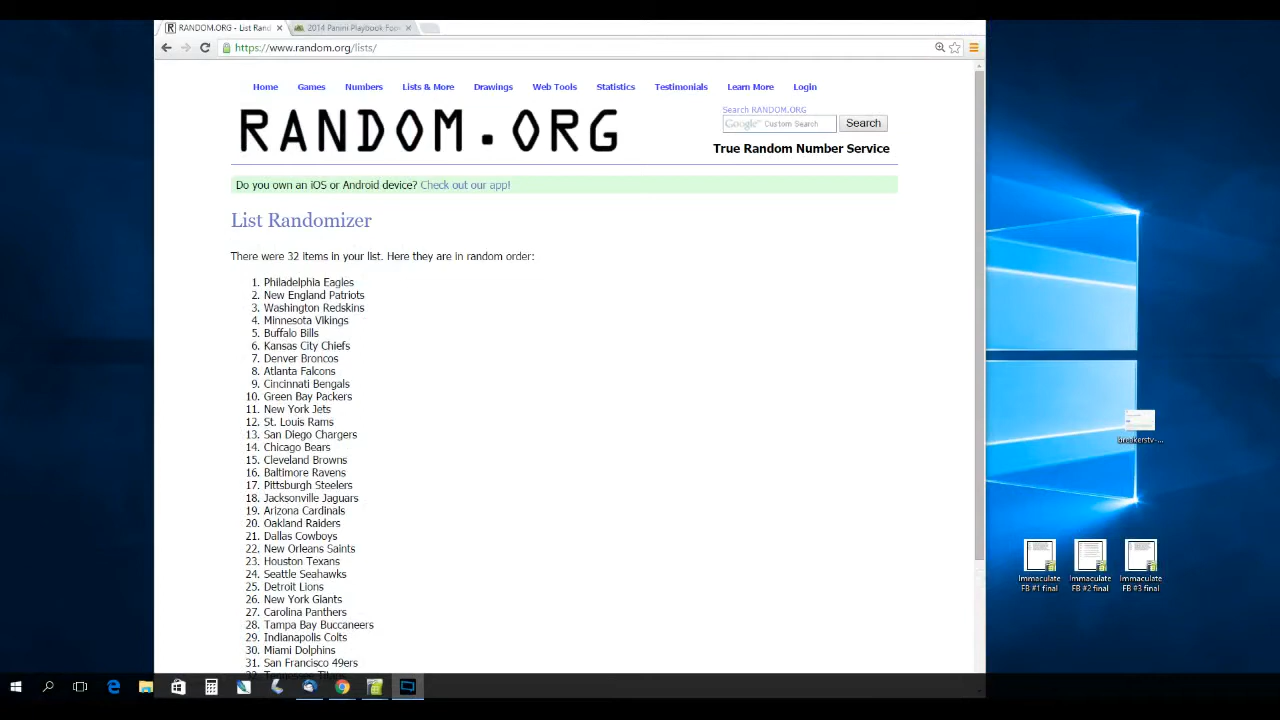 RANDOM.ORG - List Rand
2014 Panini Playbook Foo
https://www.random.org/lists/
Home Games Numbers Lists & More Drawings Web Tools Statistics Testimonials Learn More Login
RANDOM.ORG
Search RANDOM.ORG
Google™ Custom Search Search
True Random Number Service
Do you own an iOS or Android device? Check out our app!
List Randomizer
There were 32 items in your list. Here they are in random order:
1. Philadelphia Eagles
2. New England Patriots
3. Washington Redskins
4. Minnesota Vikings
5. Buffalo Bills
6. Kansas City Chiefs
7. Denver Broncos
8. Atlanta Falcons
9. Cincinnati Bengals
10. Green Bay Packers
11. New York Jets
12. St. Louis Rams
13. San Diego Chargers
14. Chicago Bears
15. Cleveland Browns
16. Baltimore Ravens
17. Pittsburgh Steelers
18. Jacksonville Jaguars
19. Arizona Cardinals
20. Oakland Raiders
21. Dallas Cowboys
22. New Orleans Saints
23. Houston Texans
24. Seattle Seahawks
25. Detroit Lions
26. New York Giants
27. Carolina Panthers
28. Tampa Bay Buccaneers
29. Indianapolis Colts
30. Miami Dolphins
31. San Francisco 49ers
32. Tennessee Titans
breakerstv-...
Immaculate FB #1 final
Immaculate FB #2 final
Immaculate FB #3 final